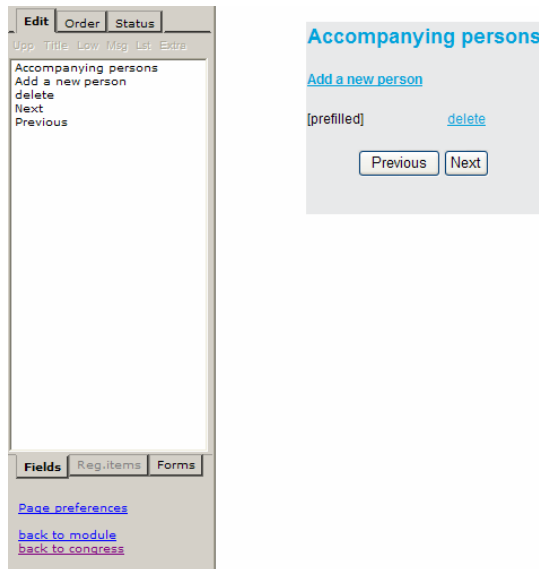 Edit Order Status
Upp Title Low Msg Lst Extra
Accompanying persons
Add a new person
delete
Next
Previous
Fields Reg.items Forms
Page preferences
back to module
back to congress
Accompanying persons
Add a new person
[prefilled] delete
Previous Next